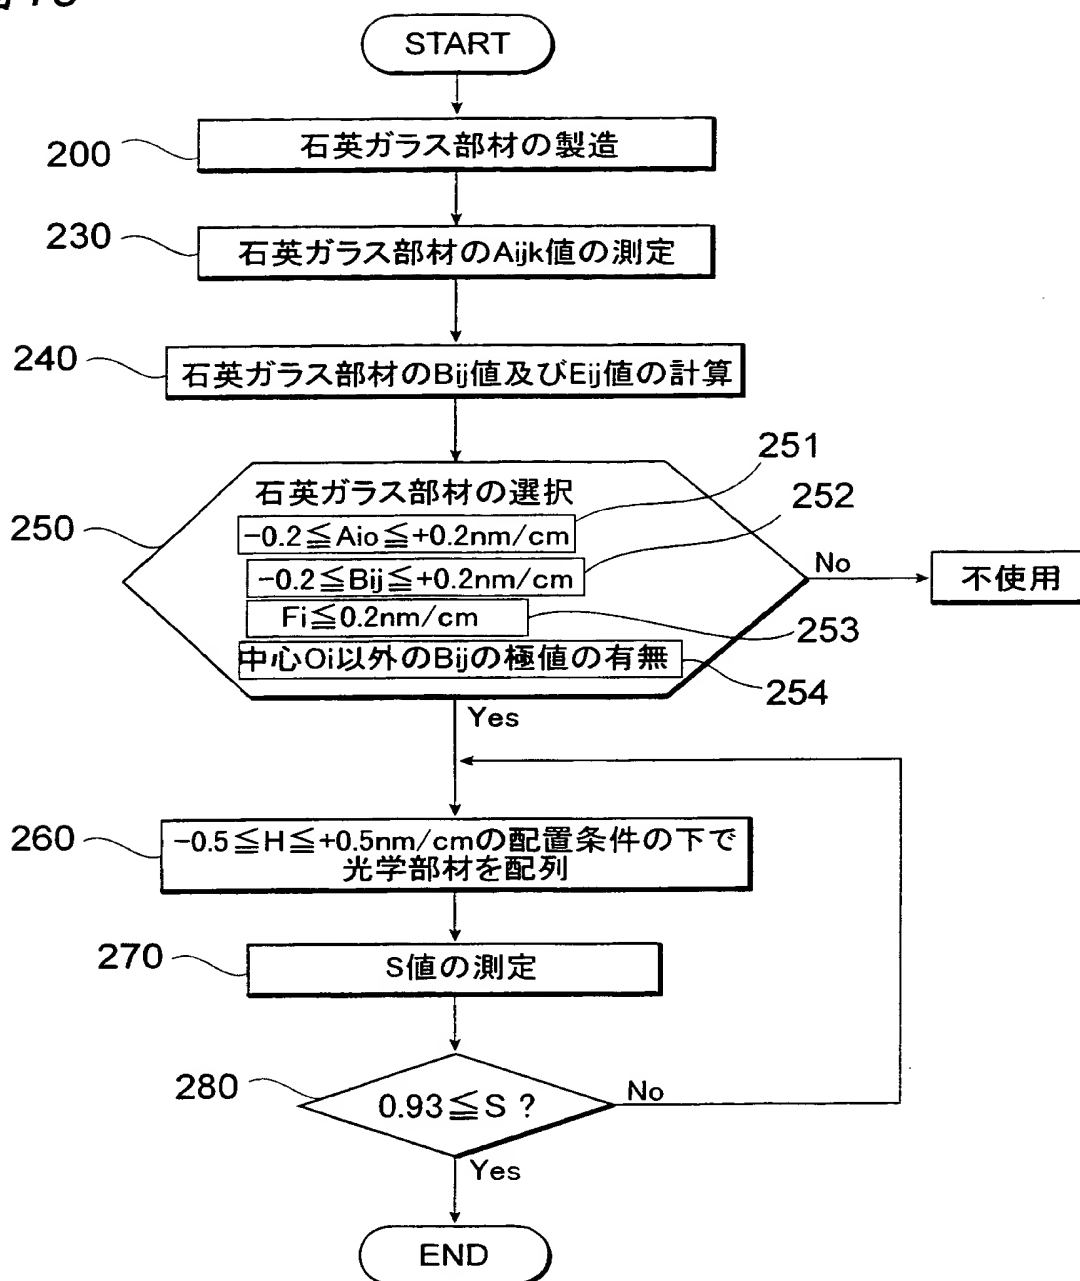 START
200
石英ガラス部材の製造
230
石英ガラス部材のAijk値の測定
240
石英ガラス部材のBij値及びEij値の計算
250
石英ガラス部材の選択
251
-0.2≦Aio≦+0.2nm/cm
252
-0.2≦Bij≦+0.2nm/cm
Fi≦0.2nm/cm
253
中心Oi以外のBijの極値の有無
254
No
不使用
Yes
260
-0.5≦H≦+0.5nm/cmの配置条件の下で
光学部材を配列
270
S値の測定
280
0.93≦S ?
No
Yes
END